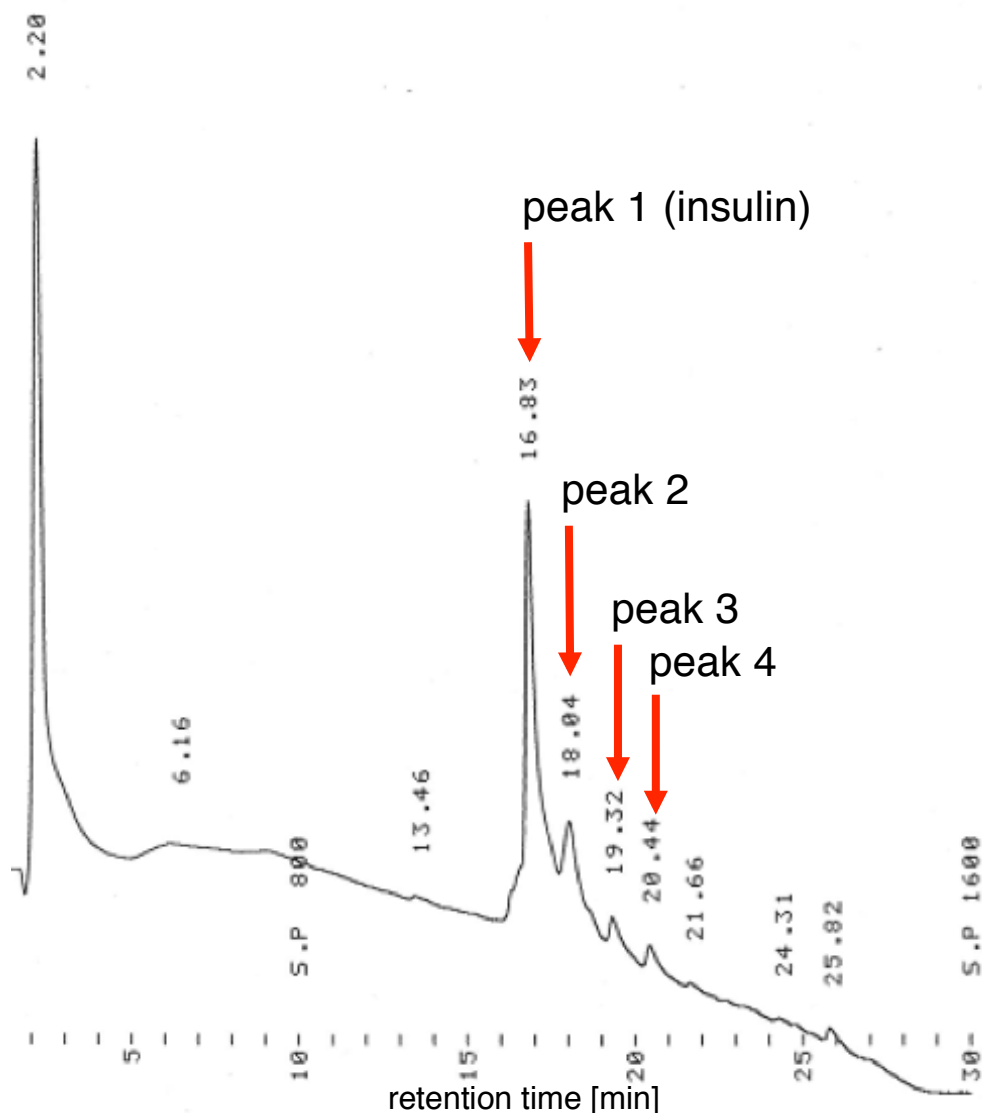 2.20
peak 1 (insulin)
16.83
peak 2
peak 3
peak 4
18.04
6.16
13.46
19.32
20.44
21.66
24.31
25.82
S.P 800
S.P 1600
5-
10-
15-
20-
25-
30-
retention time [min]